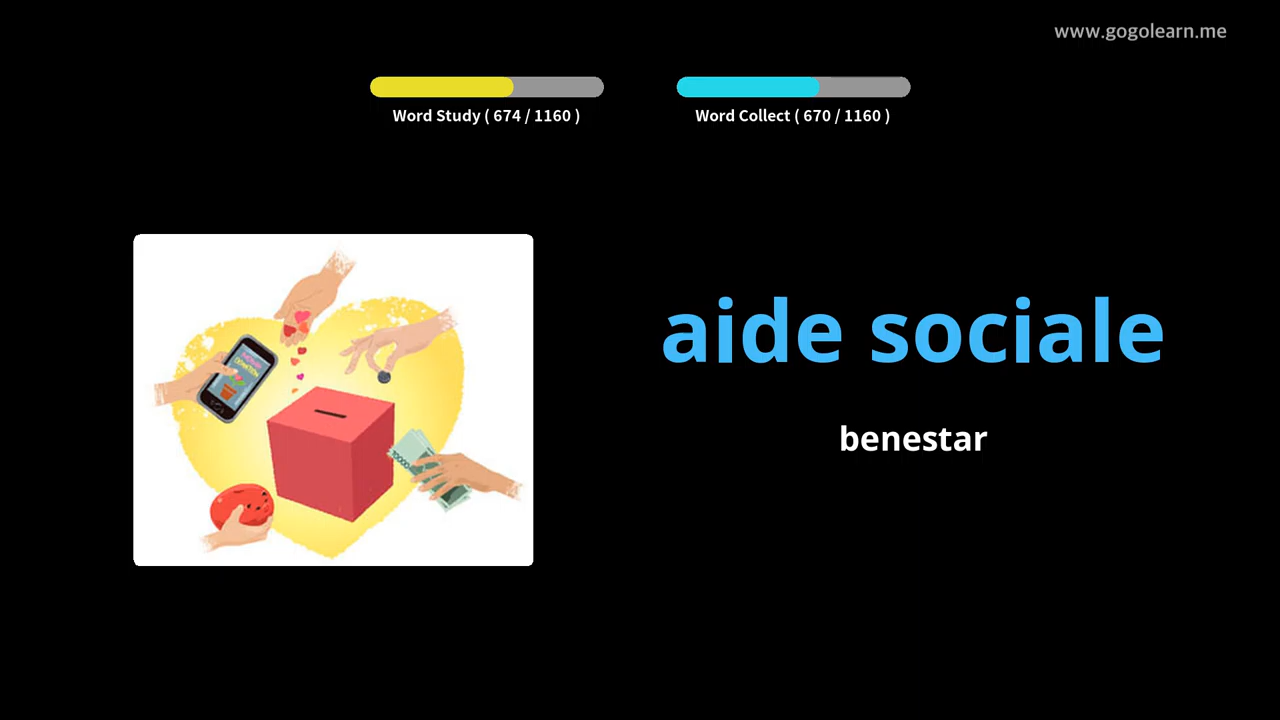 www.gogolearn.me
Word Study ( 674 / 1160 )
Word Collect ( 670 / 1160 )
aide sociale
benestar